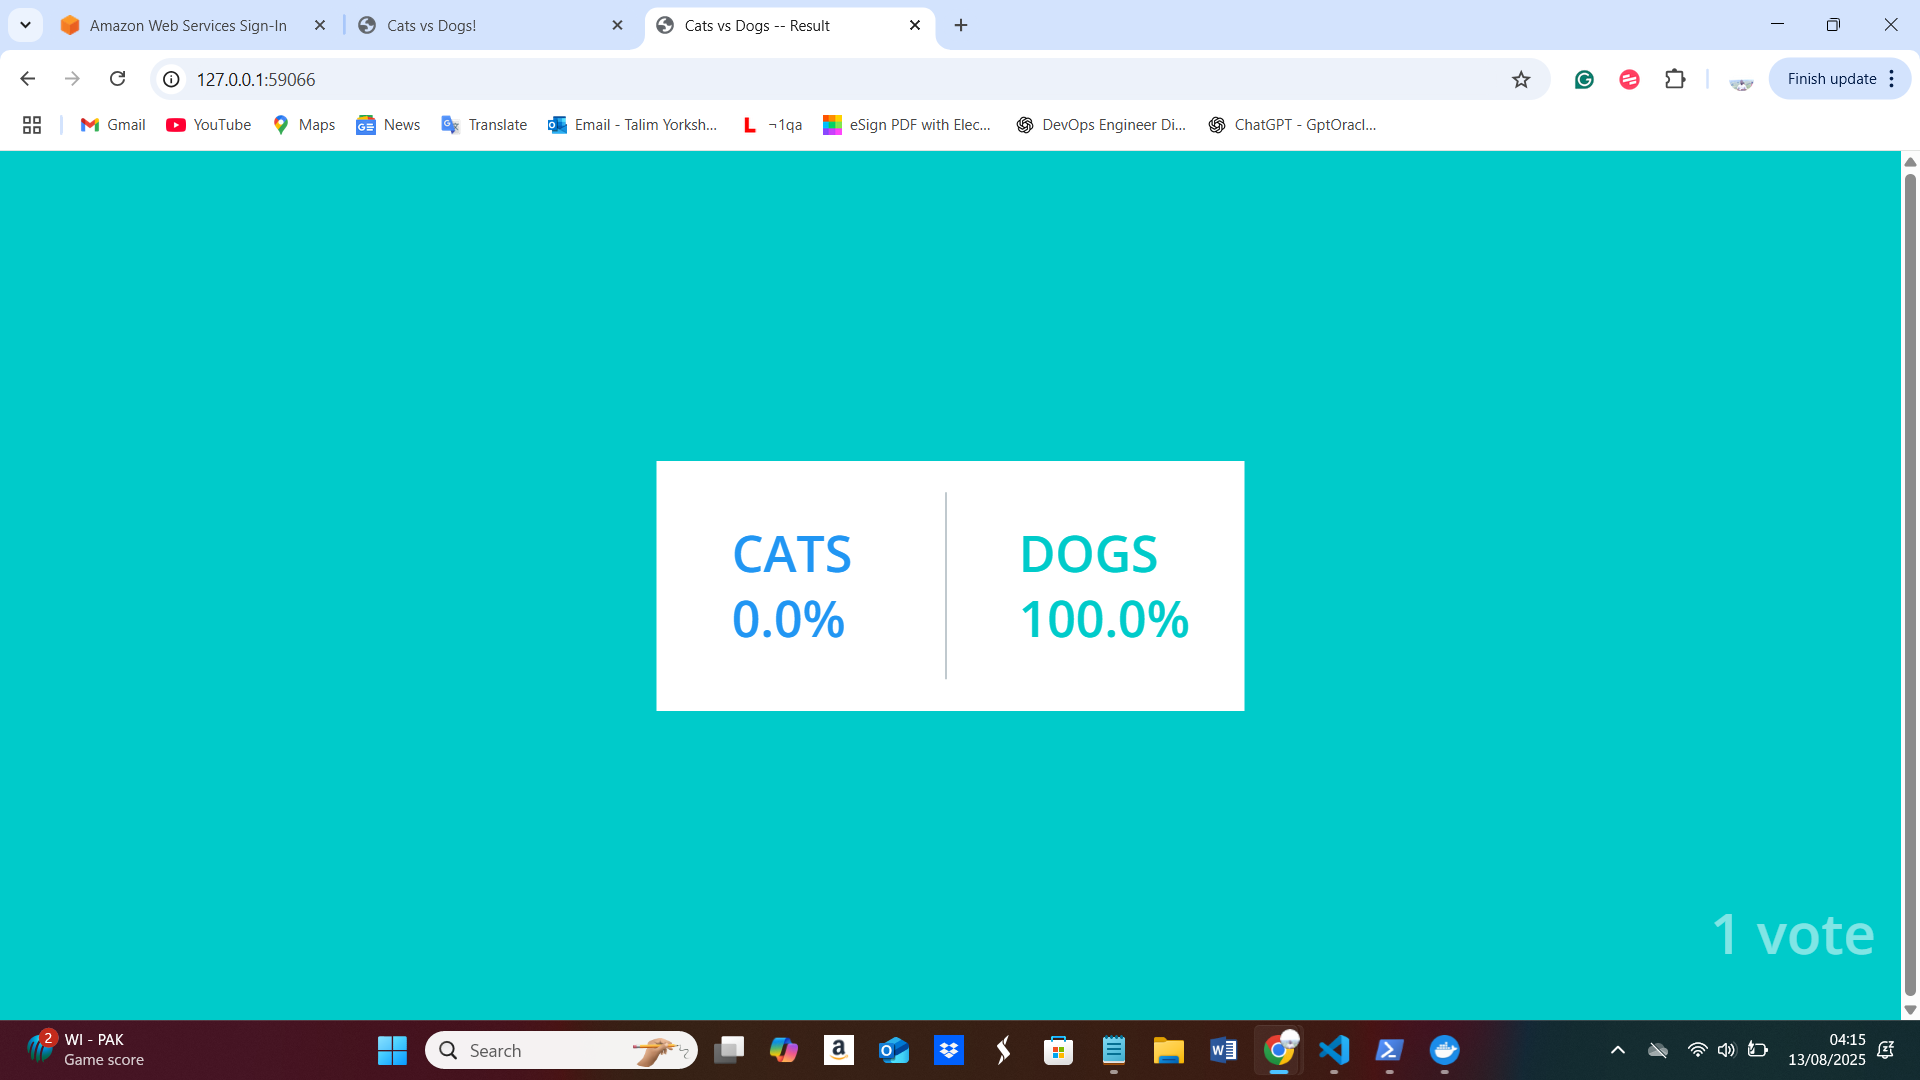 Amazon Web Services Sign-In
Cats vs Dogs!
Cats vs Dogs -- Result
127.0.0.1:59066
Finish update
Gmail
YouTube
Maps
News
Translate
Email - Talim Yorksh...
¬1qa
eSign PDF with Elec...
DevOps Engineer Di...
ChatGPT - GptOracl...
CATS
0.0%
DOGS
100.0%
1 vote
2
WI - PAK
Game score
Search
04:15
13/08/2025